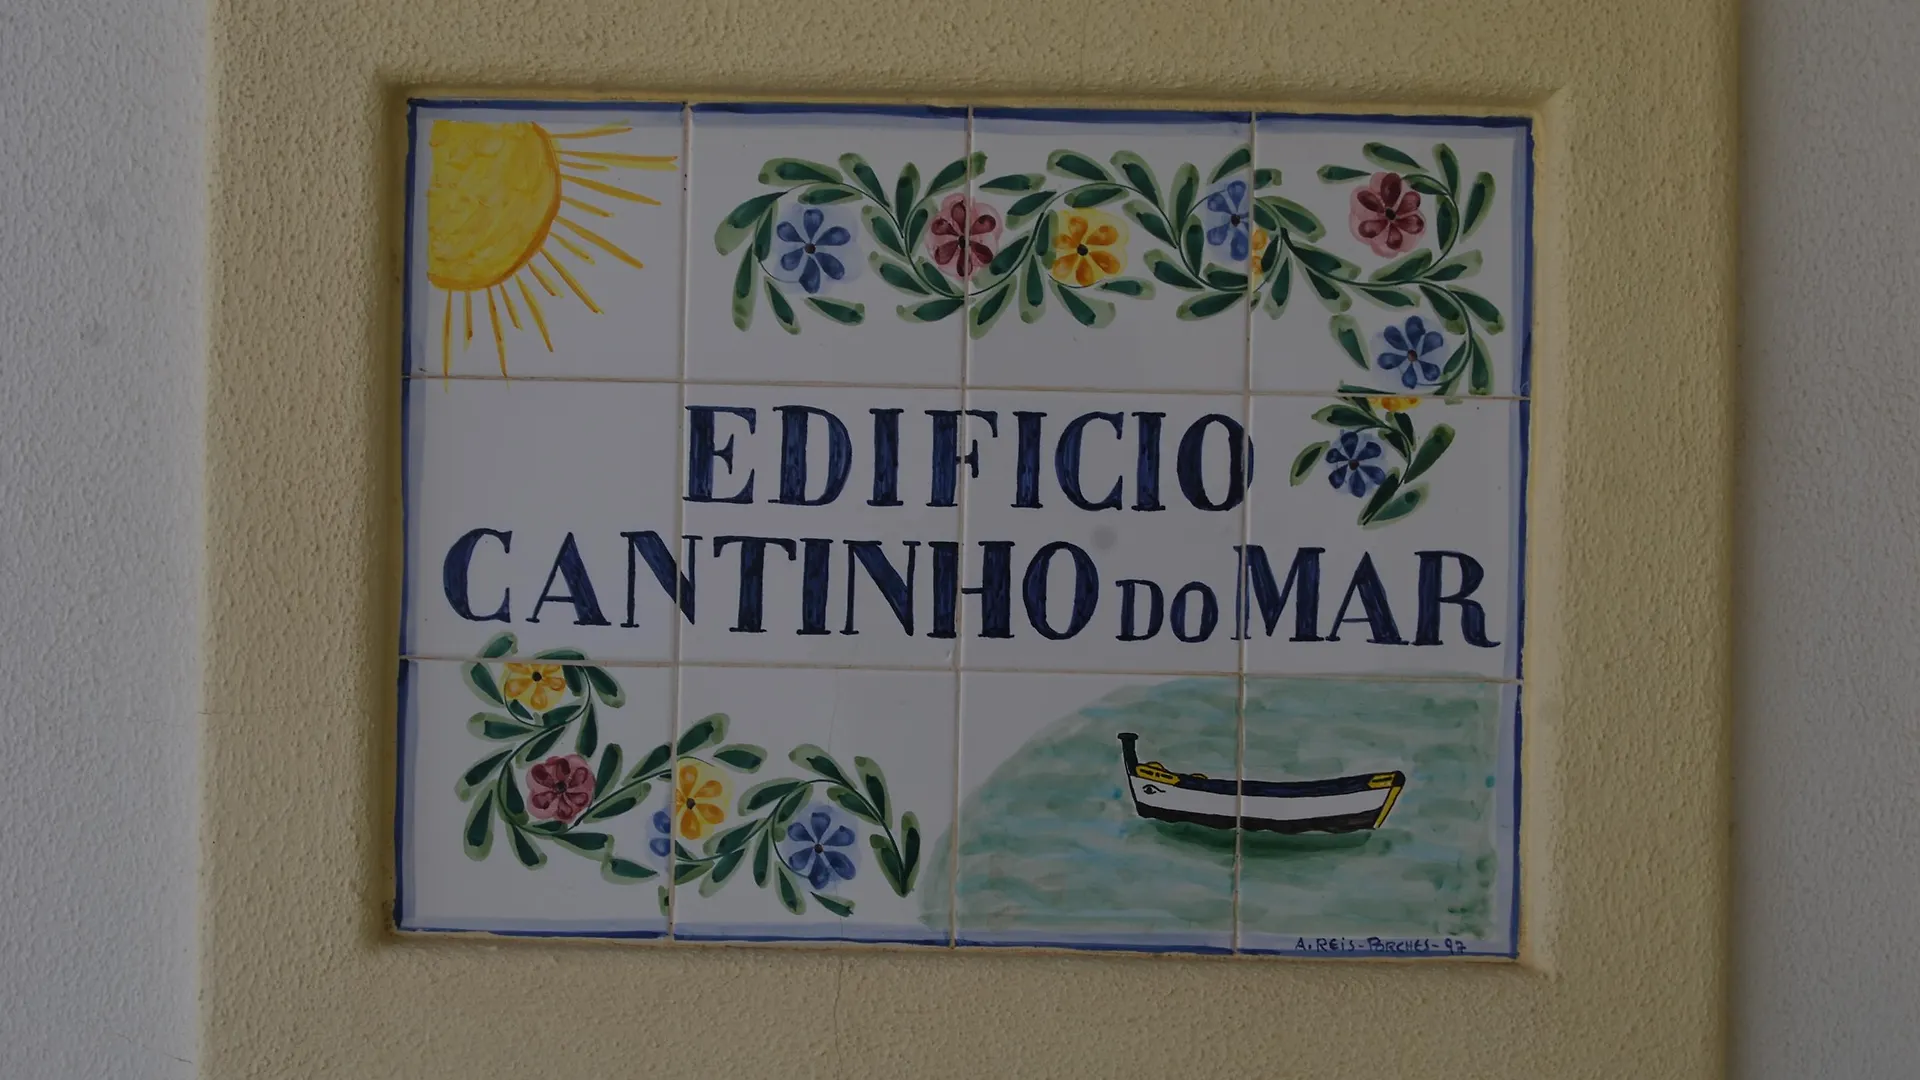 EDIFICIO
CANTINHO DO MAR
A. REIS - PORCHES - 97